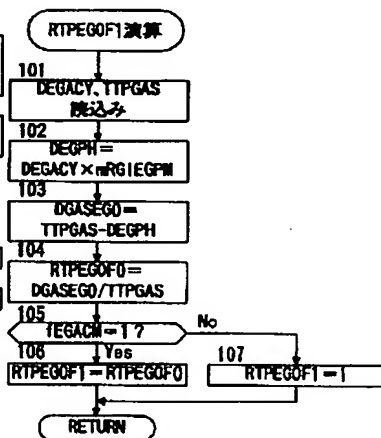 RTPEGOF1演算
101
DEGACY、TTPGAS
読込み
102
DEGPH=
DEGACY×mRGIEGPM
103
DGASEGO=
TTPGAS-DEGPH
104
RTPEGOF0=
DGASEGO/TTPGAS
105
fEGACM=1?
No
Yes
106
RTPEGOF1=RTPEGOF0
107
RTPEGOF1=1
RETURN